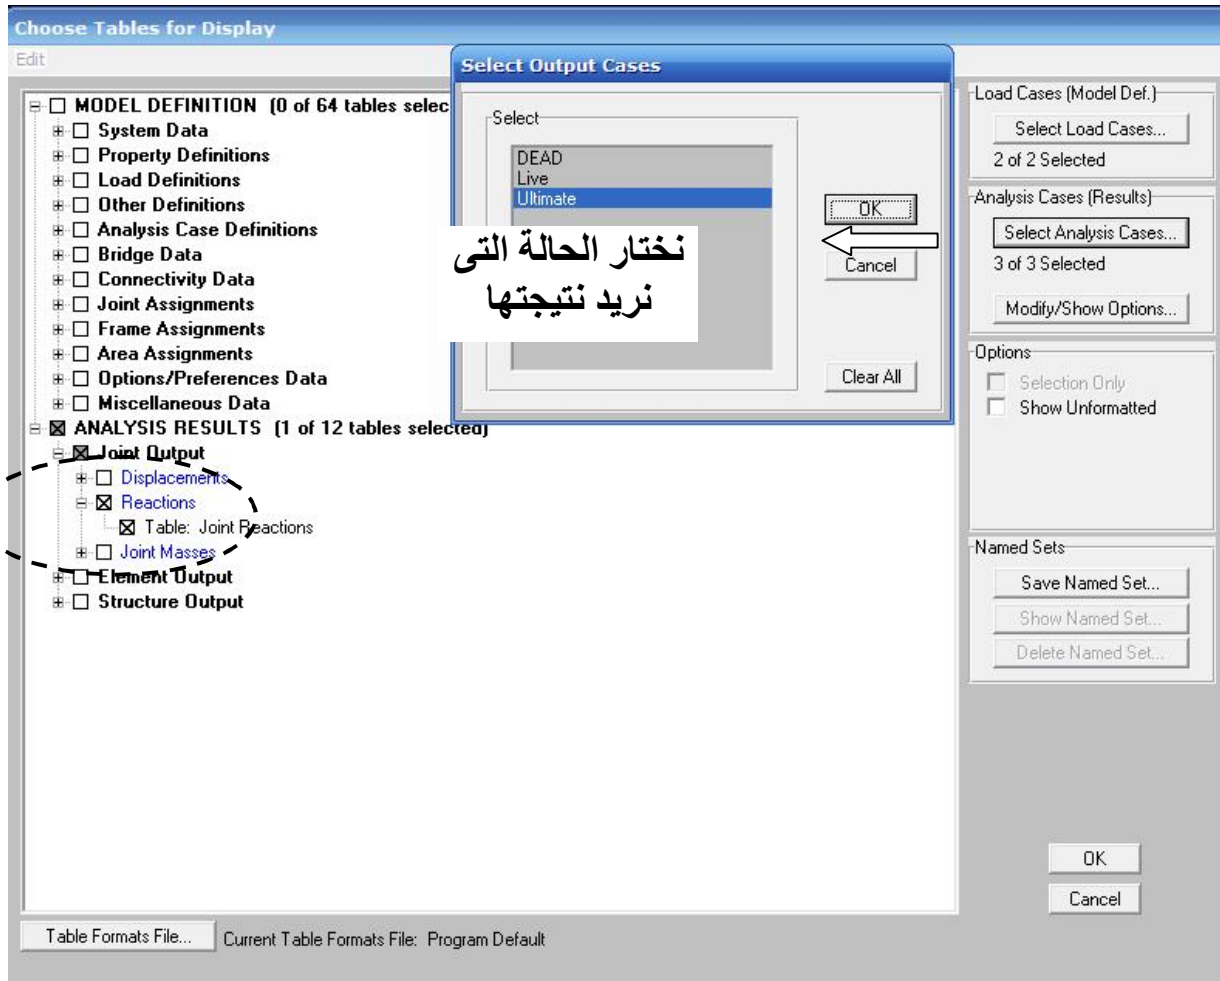 Choose Tables for Display
Edit
MODEL DEFINITION (0 of 64 tables selec
System Data
Property Definitions
Load Definitions
Other Definitions
Analysis Case Definitions
Bridge Data
Connectivity Data
Joint Assignments
Frame Assignments
Area Assignments
Options/Preferences Data
Miscellaneous Data
ANALYSIS RESULTS (1 of 12 tables selected)
Joint Output
Displacements
Reactions
Table: Joint Reactions
Joint Masses
Element Output
Structure Output
Select Output Cases
Select
DEAD
Live
Ultimate
نختار الحالة التى
نريد نتيجتها
OK
Cancel
Clear All
Load Cases (Model Def.)
Select Load Cases...
2 of 2 Selected
Analysis Cases (Results)
Select Analysis Cases...
3 of 3 Selected
Modify/Show Options...
Options
Selection Only
Show Unformatted
Named Sets
Save Named Set...
Show Named Set...
Delete Named Set...
OK
Cancel
Table Formats File...
Current Table Formats File: Program Default